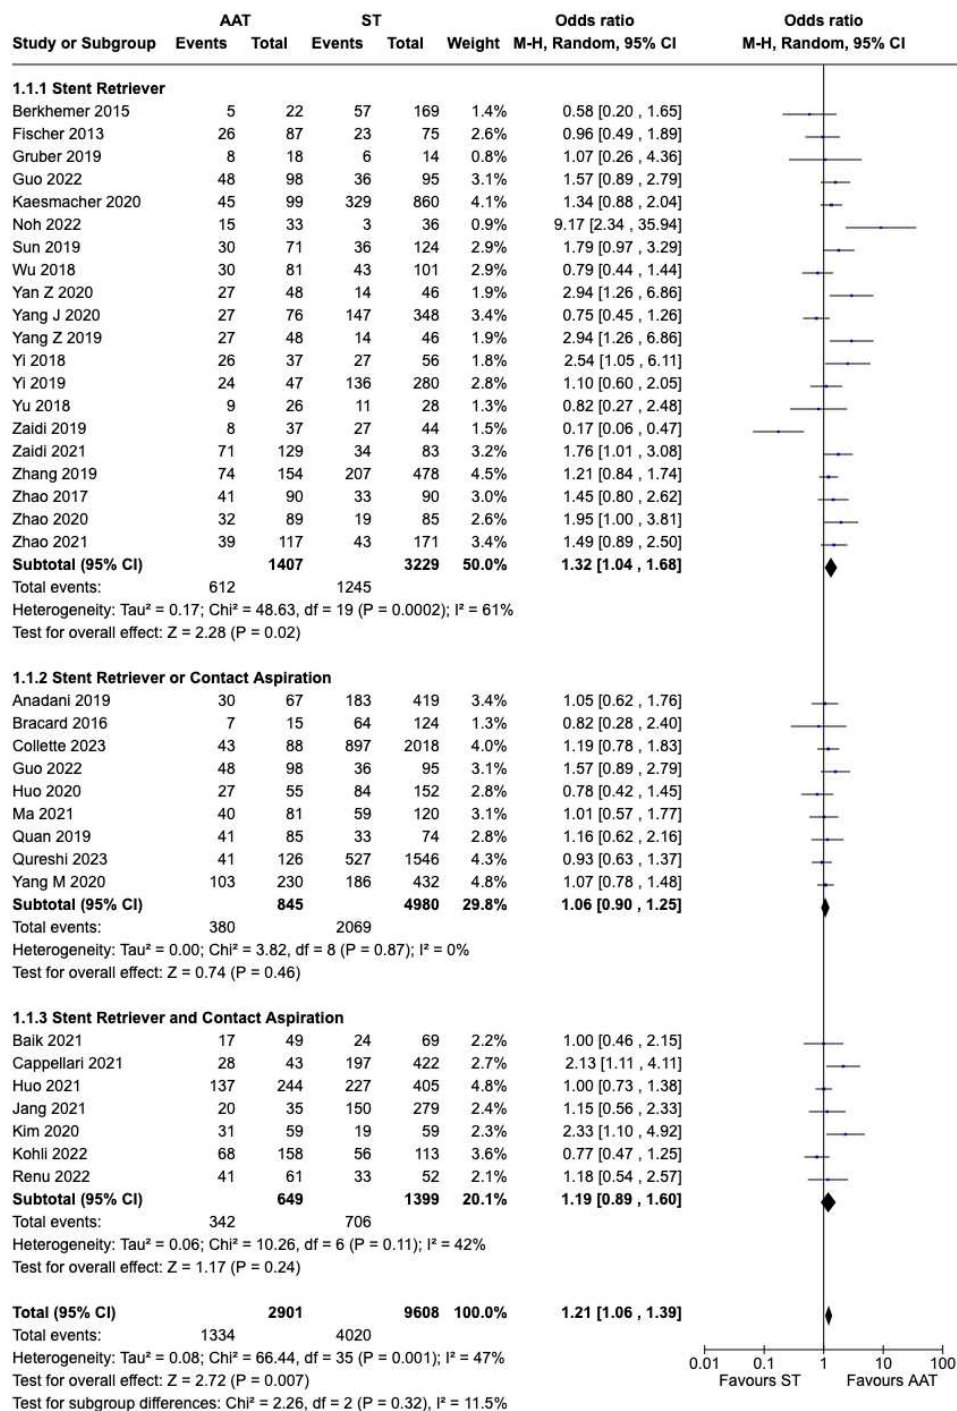 AAT ST Odds ratio Odds ratio
Study or Subgroup Events Total Events Total Weight M-H, Random, 95% CI M-H, Random, 95% CI
1.1.1 Stent Retriever
Berkhemer 2015 5 22 57 169 1.4% 0.58 [0.20 , 1.65]
Fischer 2013 26 87 23 75 2.6% 0.96 [0.49 , 1.89]
Gruber 2019 8 18 6 14 0.8% 1.07 [0.26 , 4.36]
Guo 2022 48 98 36 95 3.1% 1.57 [0.89 , 2.79]
Kaesmacher 2020 45 99 329 860 4.1% 1.34 [0.88 , 2.04]
Noh 2022 15 33 3 36 0.9% 9.17 [2.34 , 35.94]
Sun 2019 30 71 36 124 2.9% 1.79 [0.97 , 3.29]
Wu 2018 30 81 43 101 2.9% 0.79 [0.44 , 1.44]
Yan Z 2020 27 48 14 46 1.9% 2.94 [1.26 , 6.86]
Yang J 2020 27 76 147 348 3.4% 0.75 [0.45 , 1.26]
Yang Z 2019 27 48 14 46 1.9% 2.94 [1.26 , 6.86]
Yi 2018 26 37 27 56 1.8% 2.54 [1.05 , 6.11]
Yi 2019 24 47 136 280 2.8% 1.10 [0.60 , 2.05]
Yu 2018 9 26 11 28 1.3% 0.82 [0.27 , 2.48]
Zaidi 2019 8 37 27 44 1.5% 0.17 [0.06 , 0.47]
Zaidi 2021 71 129 34 83 3.2% 1.76 [1.01 , 3.08]
Zhang 2019 74 154 207 478 4.5% 1.21 [0.84 , 1.74]
Zhao 2017 41 90 33 90 3.0% 1.45 [0.80 , 2.62]
Zhao 2020 32 89 19 85 2.6% 1.95 [1.00 , 3.81]
Zhao 2021 39 117 43 171 3.4% 1.49 [0.89 , 2.50]
Subtotal (95% CI) 1407 3229 50.0% 1.32 [1.04 , 1.68]
Total events: 612 1245
Heterogeneity: Tau² = 0.17; Chi² = 48.63, df = 19 (P = 0.0002); I² = 61%
Test for overall effect: Z = 2.28 (P = 0.02)
1.1.2 Stent Retriever or Contact Aspiration
Anadani 2019 30 67 183 419 3.4% 1.05 [0.62 , 1.76]
Bracard 2016 7 15 64 124 1.3% 0.82 [0.28 , 2.40]
Collette 2023 43 88 897 2018 4.0% 1.19 [0.78 , 1.83]
Guo 2022 48 98 36 95 3.1% 1.57 [0.89 , 2.79]
Huo 2020 27 55 84 152 2.8% 0.78 [0.42 , 1.45]
Ma 2021 40 81 59 120 3.1% 1.01 [0.57 , 1.77]
Quan 2019 41 85 33 74 2.8% 1.16 [0.62 , 2.16]
Qureshi 2023 41 126 527 1546 4.3% 0.93 [0.63 , 1.37]
Yang M 2020 103 230 186 432 4.8% 1.07 [0.78 , 1.48]
Subtotal (95% CI) 845 4980 29.8% 1.06 [0.90 , 1.25]
Total events: 380 2069
Heterogeneity: Tau² = 0.00; Chi² = 3.82, df = 8 (P = 0.87); I² = 0%
Test for overall effect: Z = 0.74 (P = 0.46)
1.1.3 Stent Retriever and Contact Aspiration
Baik 2021 17 49 24 69 2.2% 1.00 [0.46 , 2.15]
Cappellari 2021 28 43 197 422 2.7% 2.13 [1.11 , 4.11]
Huo 2021 137 244 227 405 4.8% 1.00 [0.73 , 1.38]
Jang 2021 20 35 150 279 2.4% 1.15 [0.56 , 2.33]
Kim 2020 31 59 19 59 2.3% 2.33 [1.10 , 4.92]
Kohli 2022 68 158 56 113 3.6% 0.77 [0.47 , 1.25]
Renu 2022 41 61 33 52 2.1% 1.18 [0.54 , 2.57]
Subtotal (95% CI) 649 1399 20.1% 1.19 [0.89 , 1.60]
Total events: 342 706
Heterogeneity: Tau² = 0.06; Chi² = 10.26, df = 6 (P = 0.11); I² = 42%
Test for overall effect: Z = 1.17 (P = 0.24)
Total (95% CI) 2901 9608 100.0% 1.21 [1.06 , 1.39]
Total events: 1334 4020
Heterogeneity: Tau² = 0.08; Chi² = 66.44, df = 35 (P = 0.001); I² = 47%
Test for overall effect: Z = 2.72 (P = 0.007)
Test for subgroup differences: Chi² = 2.26, df = 2 (P = 0.32), I² = 11.5%
0.01 0.1 1 10 100
Favours ST Favours AAT